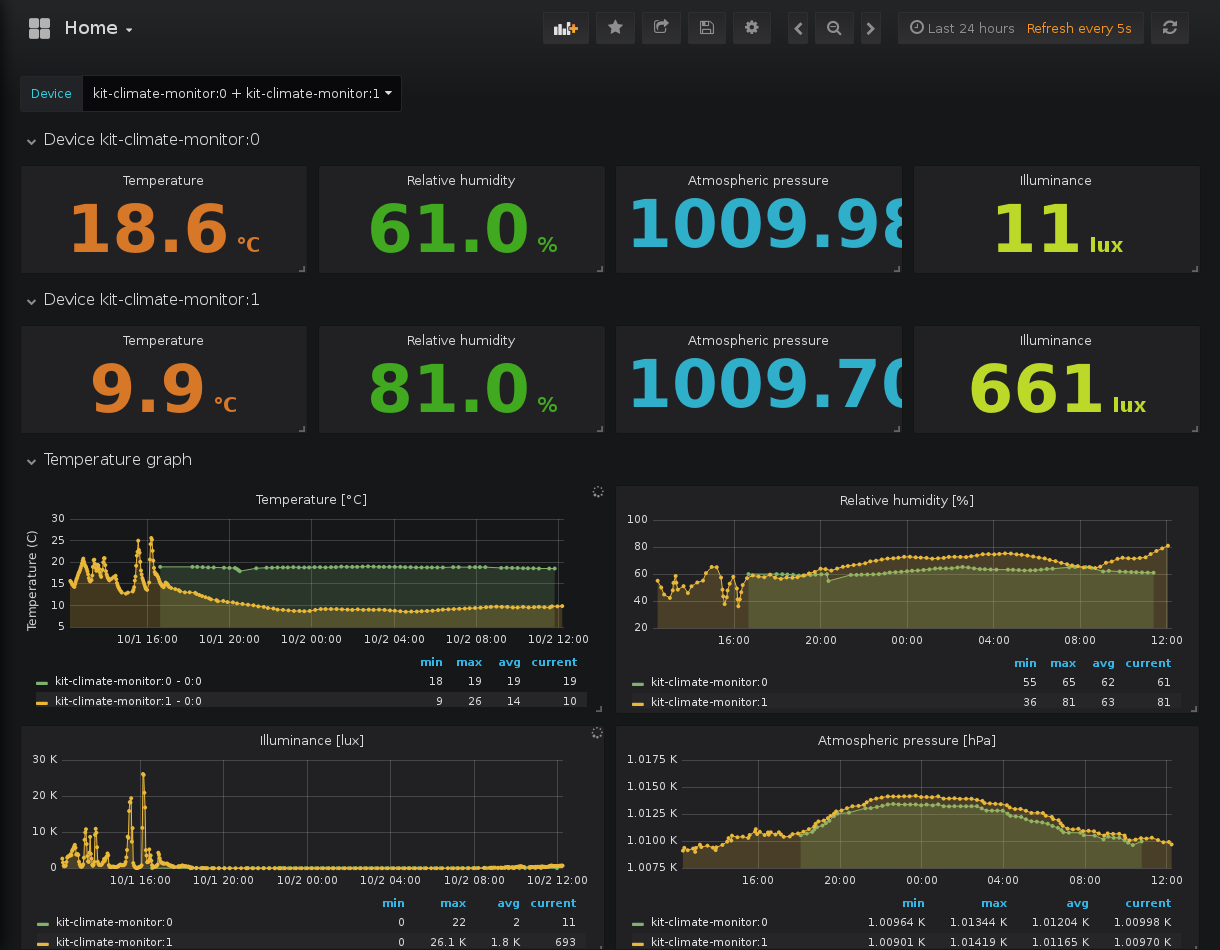 Home
Last 24 hours Refresh every 5s
Device kit-climate-monitor:0 + kit-climate-monitor:1
Device kit-climate-monitor:0
Temperature Relative humidity Atmospheric pressure Illuminance
18.6 °C 61.0 % 1009.98 11 lux
Device kit-climate-monitor:1
Temperature Relative humidity Atmospheric pressure Illuminance
9.9 °C 81.0 % 1009.70 661 lux
Temperature graph
Temperature [°C]
Temperature (C)
30
25
20
15
10
5
10/1 16:00 10/1 20:00 10/2 00:00 10/2 04:00 10/2 08:00 10/2 12:00
min max avg current
kit-climate-monitor:0 - 0:0 18 19 19 19
kit-climate-monitor:1 - 0:0 9 26 14 10
Relative humidity [%]
100
80
60
40
20
16:00 20:00 00:00 04:00 08:00 12:00
min max avg current
kit-climate-monitor:0 55 65 62 61
kit-climate-monitor:1 36 81 63 81
Illuminance [lux]
30 K
20 K
10 K
0
10/1 16:00 10/1 20:00 10/2 00:00 10/2 04:00 10/2 08:00 10/2 12:00
min max avg current
kit-climate-monitor:0 0 22 2 11
kit-climate-monitor:1 0 26.1 K 1.8 K 693
Atmospheric pressure [hPa]
1.0175 K
1.0150 K
1.0125 K
1.0100 K
1.0075 K
16:00 20:00 00:00 04:00 08:00 12:00
min max avg current
kit-climate-monitor:0 1.00964 K 1.01344 K 1.01204 K 1.00998 K
kit-climate-monitor:1 1.00901 K 1.01419 K 1.01165 K 1.00970 K